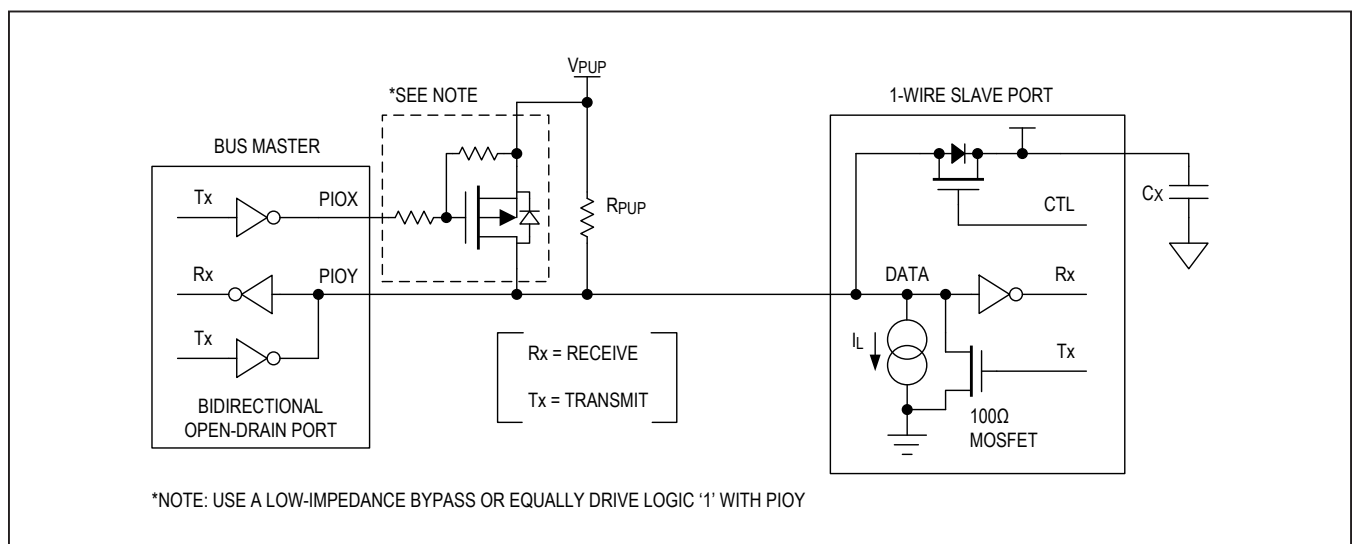 VPUP
*SEE NOTE
1-WIRE SLAVE PORT
BUS MASTER
Tx
PIOX
RPUP
CX
CTL
Rx
PIOY
DATA
Rx
Tx
IL
Tx
Rx = RECEIVE
Tx = TRANSMIT
BIDIRECTIONAL
OPEN-DRAIN PORT
100Ω
MOSFET
*NOTE: USE A LOW-IMPEDANCE BYPASS OR EQUALLY DRIVE LOGIC ‘1’ WITH PIOY